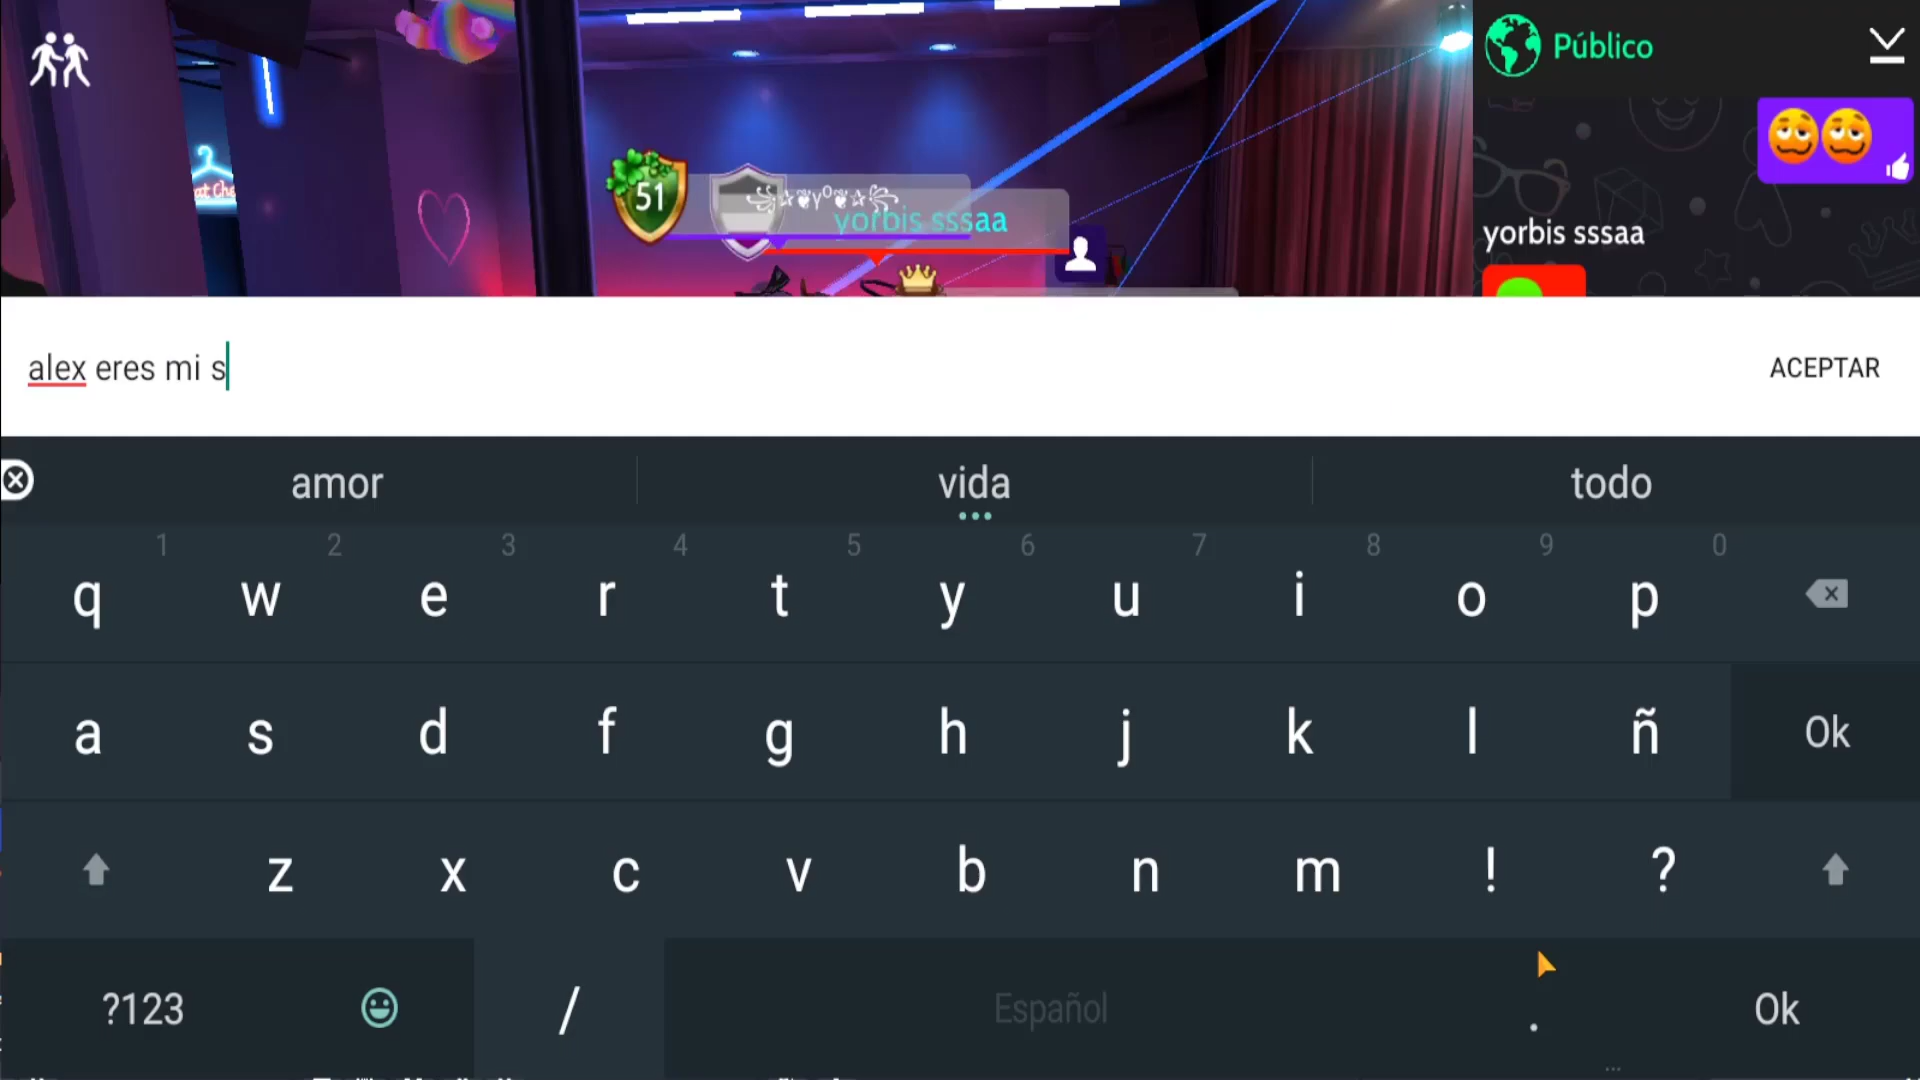 Público
51
yorbis sssaa
yorbis sssaa
alex eres mi s
ACEPTAR
amor vida todo
1 2 3 4 5 6 7 8 9 0
q w e r t y u i o p
a s d f g h j k l ñ Ok
z x c v b n m ! ?
?123 / Español . Ok